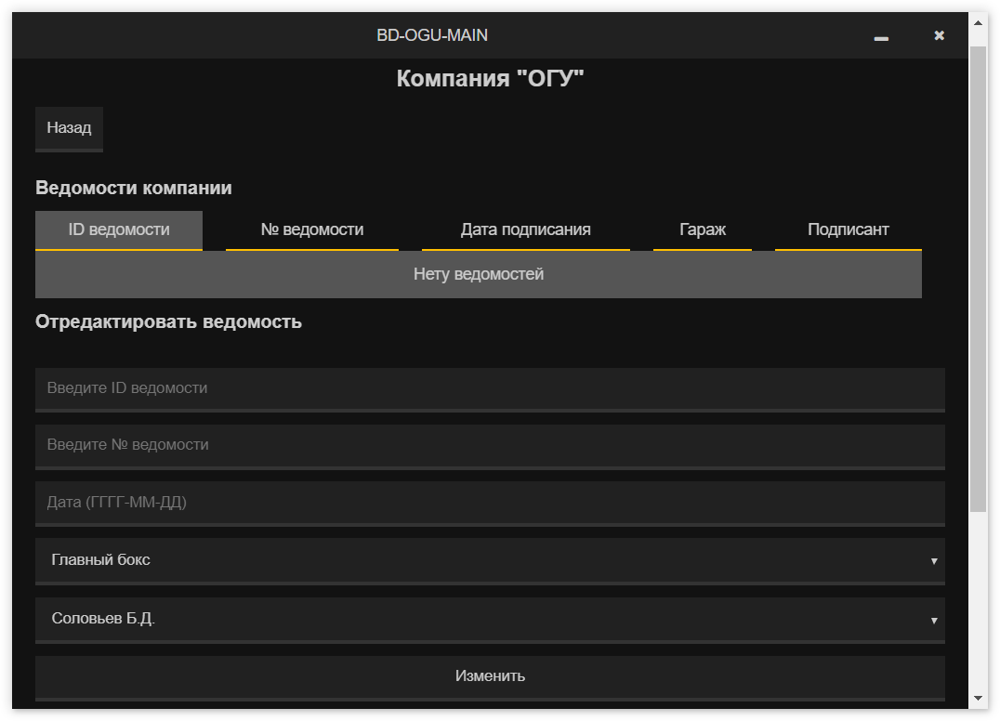 BD-OGU-MAIN
Компания "ОГУ"
Назад
Ведомости компании
ID ведомости № ведомости Дата подписания Гараж Подписант
Нету ведомостей
Отредактировать ведомость
Введите ID ведомости
Введите № ведомости
Дата (ГГГГ-ММ-ДД)
Главный бокс
Соловьев Б.Д.
Изменить